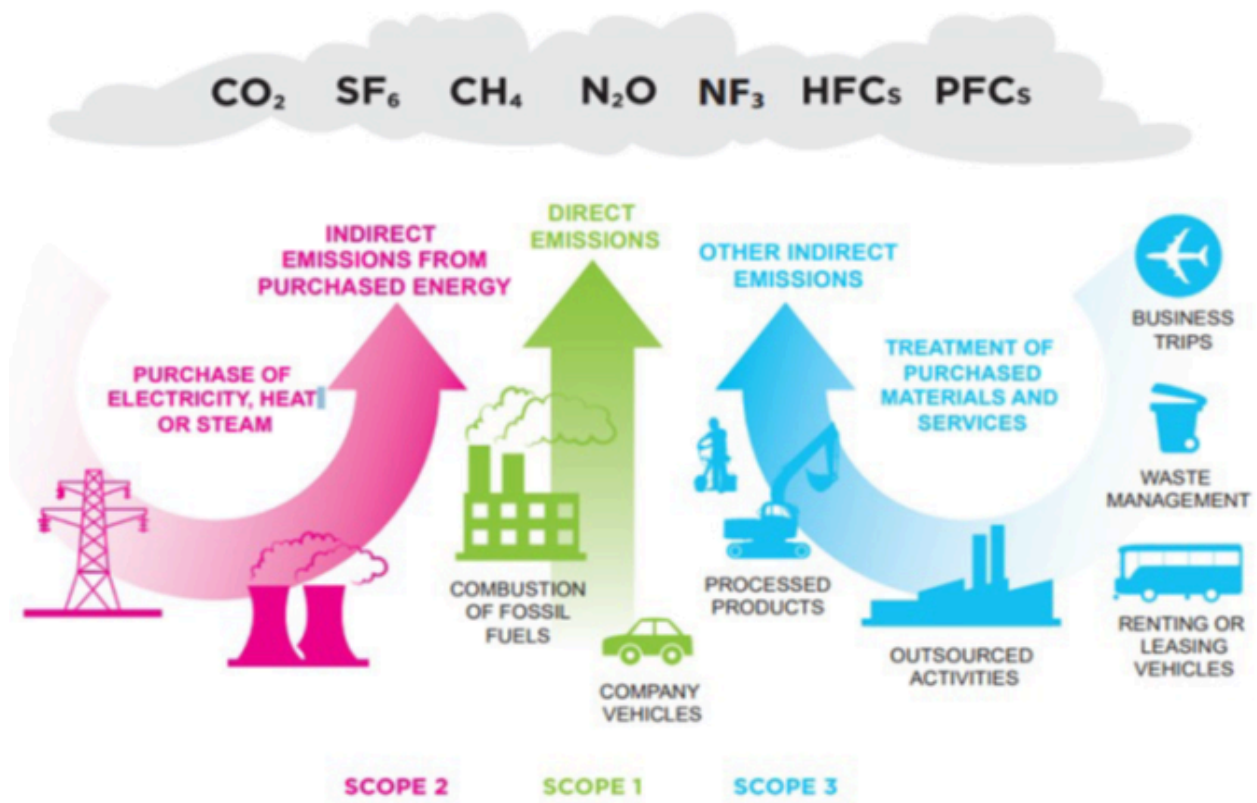 CO₂ SF₆ CH₄ N₂O NF₃ HFCs PFCs
INDIRECT
EMISSIONS FROM
PURCHASED ENERGY
DIRECT
EMISSIONS
OTHER INDIRECT
EMISSIONS
PURCHASE OF
ELECTRICITY, HEAT
OR STEAM
TREATMENT OF
PURCHASED
MATERIALS AND
SERVICES
BUSINESS
TRIPS
WASTE
MANAGEMENT
COMBUSTION
OF FOSSIL
FUELS
PROCESSED
PRODUCTS
RENTING OR
LEASING
VEHICLES
OUTSOURCED
ACTIVITIES
COMPANY
VEHICLES
SCOPE 2 SCOPE 1 SCOPE 3